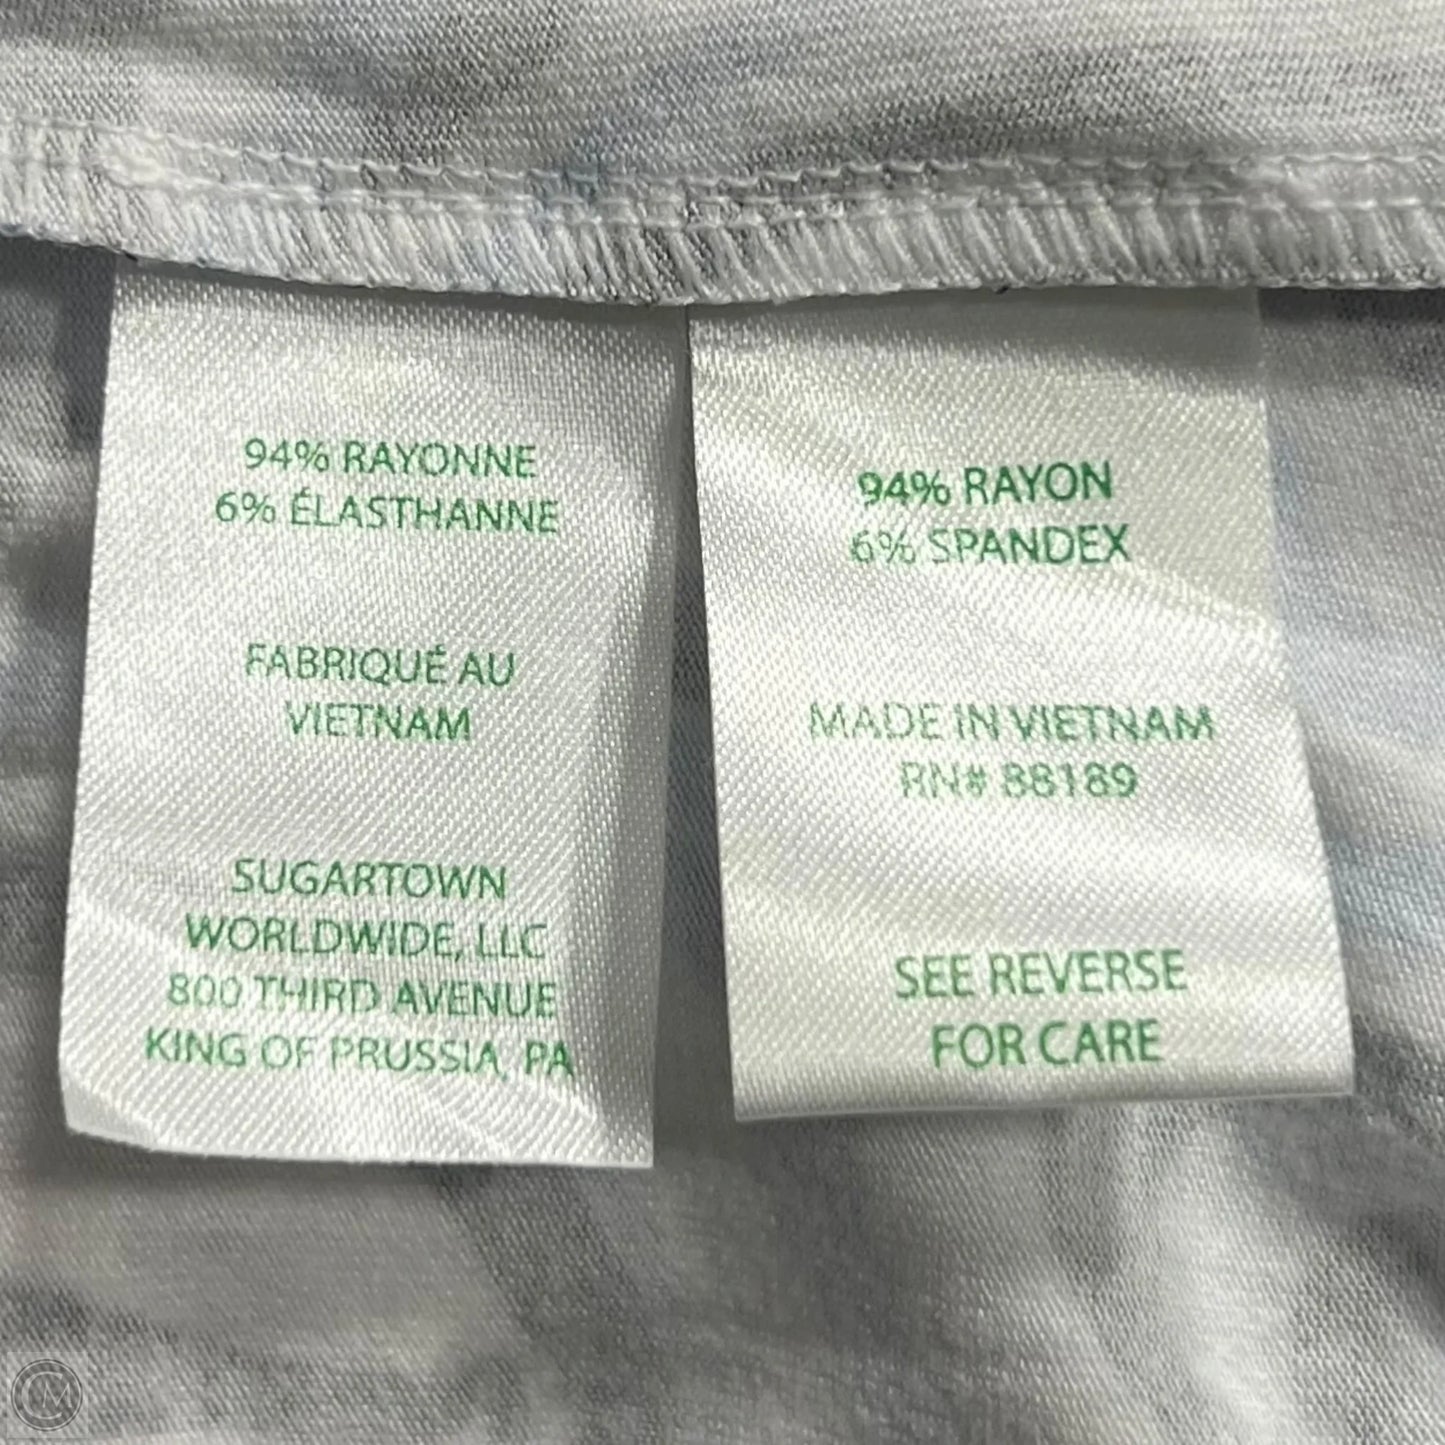 94% RAYONNE
6% ÉLASTHANNE
FABRIQUÉ AU
VIETNAM
SUGARTOWN
WORLDWIDE, LLC
800 THIRD AVENUE
KING OF PRUSSIA, PA
94% RAYON
6% SPANDEX
MADE IN VIETNAM
RN# 88189
SEE REVERSE
FOR CARE
CM